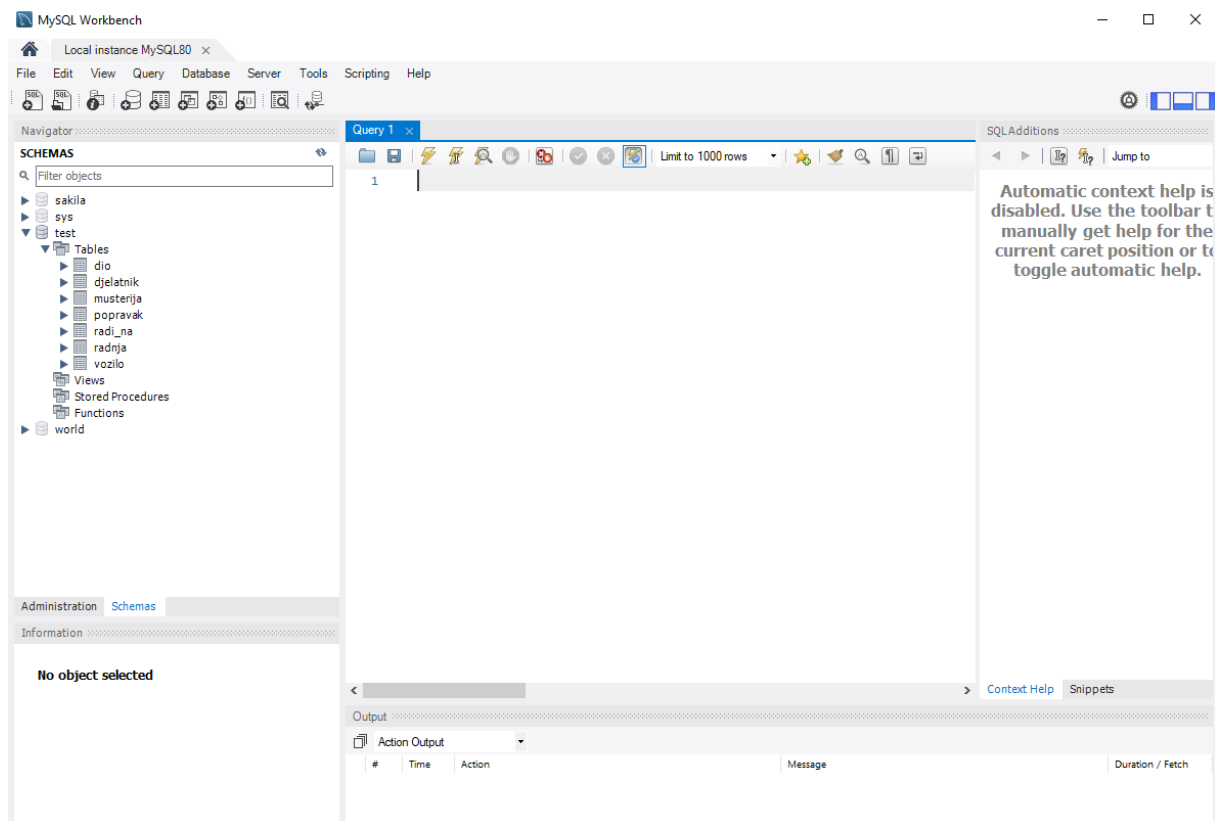 MySQL Workbench
Local instance MySQL80
File Edit View Query Database Server Tools Scripting Help
Navigator
SCHEMAS
Filter objects
sakila
sys
test
Tables
dio
djelatnik
musterija
popravak
radi_na
radnja
vozilo
Views
Stored Procedures
Functions
world
Administration Schemas
Information
No object selected
Query 1
Limit to 1000 rows
1
SQLAdditions
Jump to
Automatic context help is
disabled. Use the toolbar t
manually get help for the
current caret position or to
toggle automatic help.
Context Help Snippets
Output
Action Output
# Time Action Message Duration / Fetch